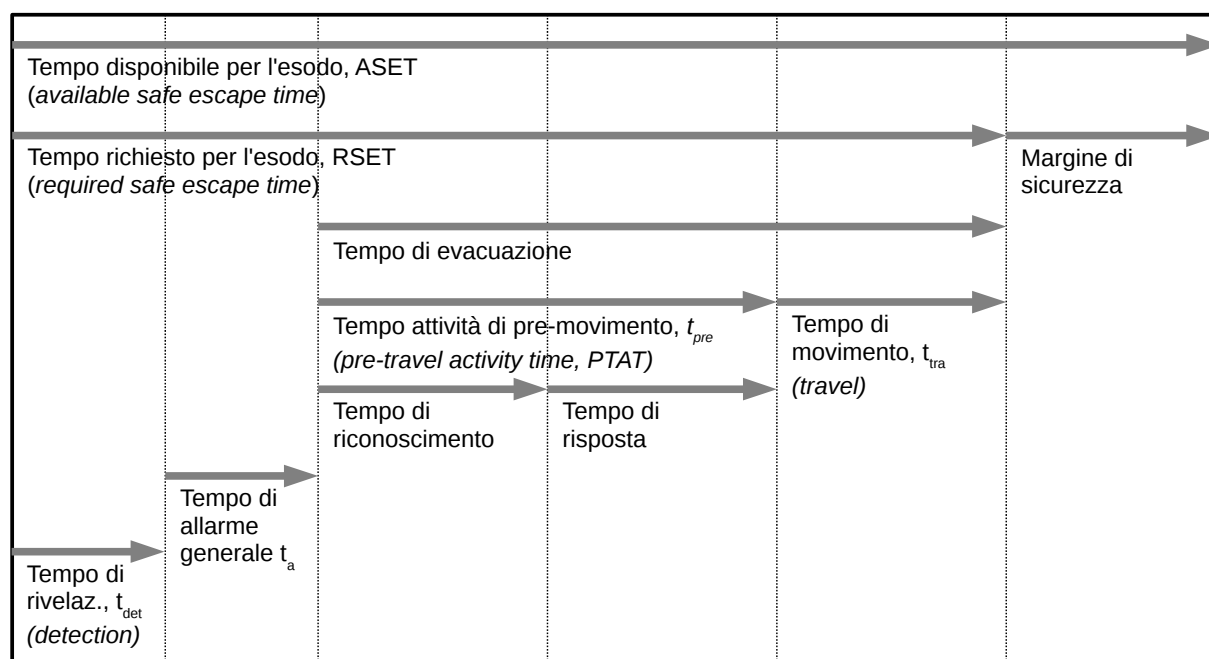 Tempo disponibile per l'esodo, ASET
(available safe escape time)
Tempo richiesto per l'esodo, RSET
(required safe escape time)
Margine di
sicurezza
Tempo di evacuazione
Tempo attività di pre-movimento, tpre
(pre-travel activity time, PTAT)
Tempo di
movimento, ttra
(travel)
Tempo di
riconoscimento
Tempo di
risposta
Tempo di
allarme
generale ta
Tempo di
rivelaz., tdet
(detection)